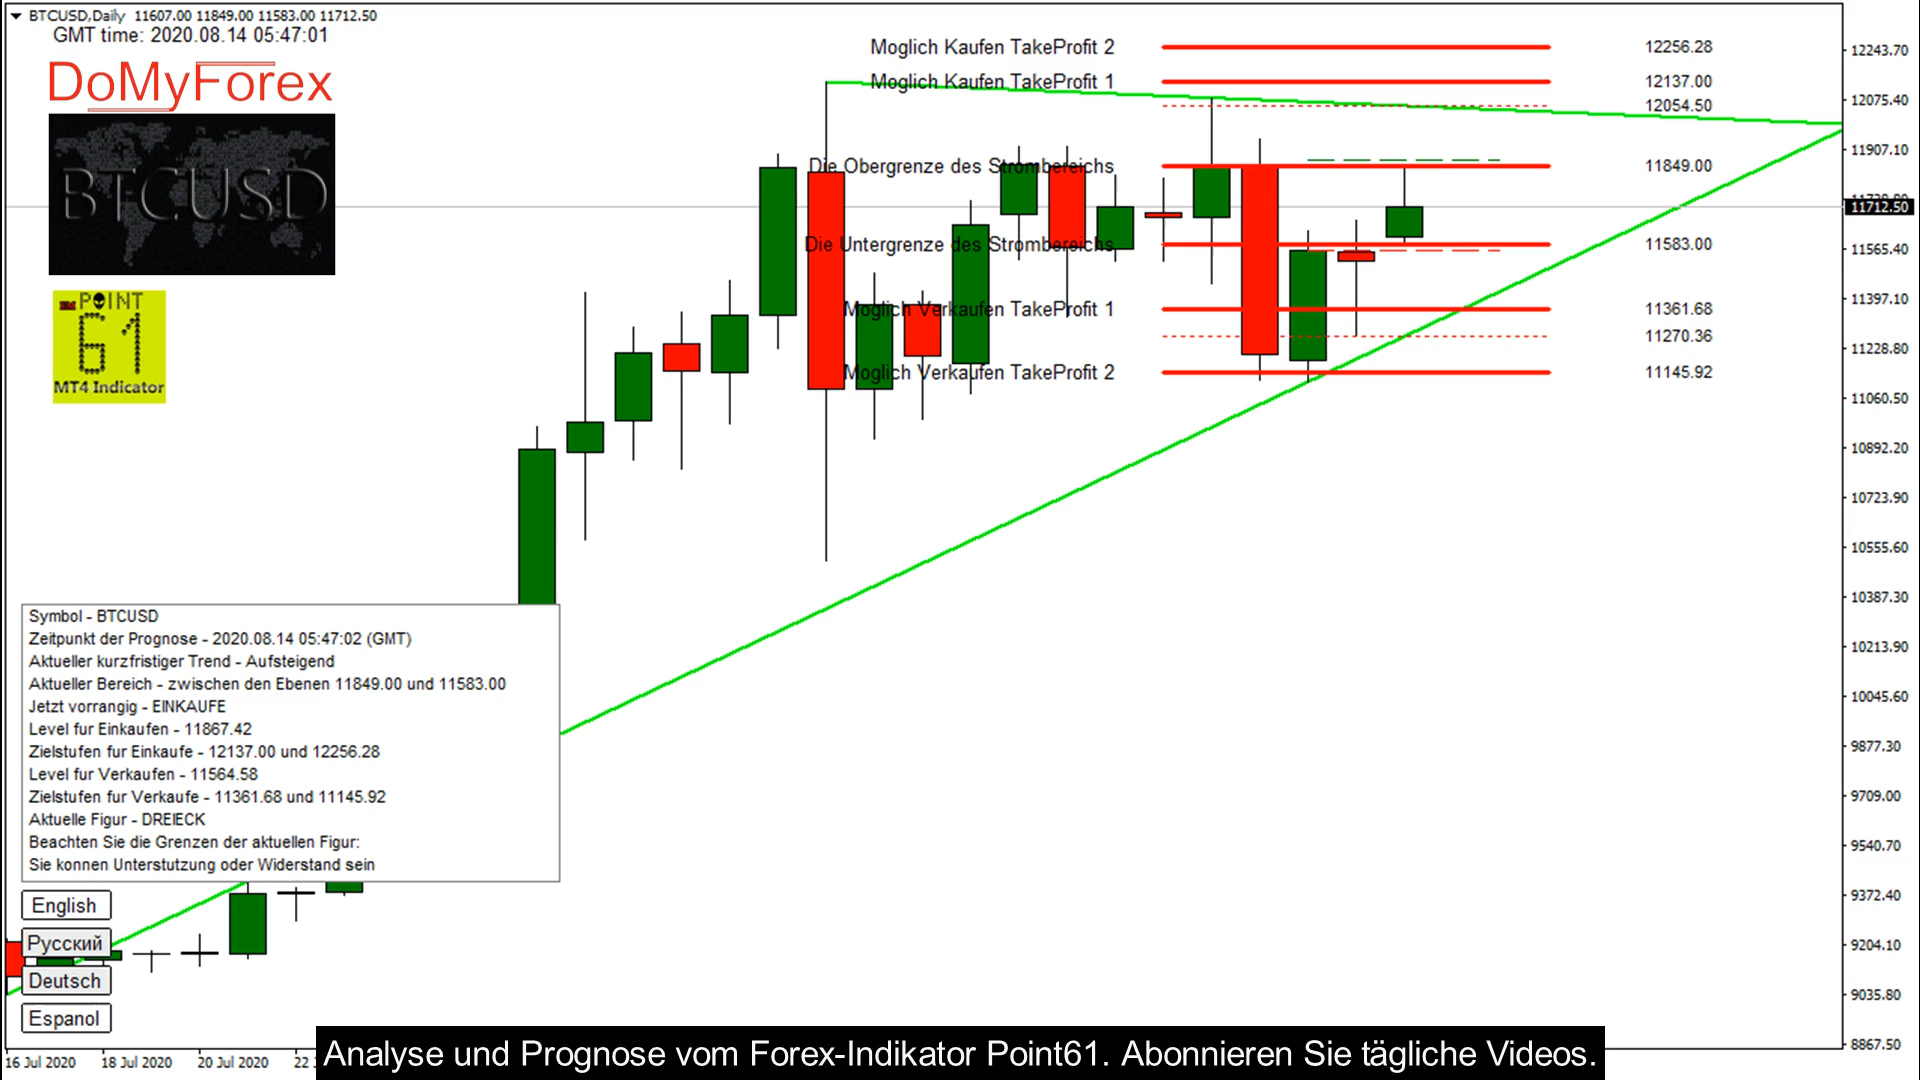 BTCUSD,Daily 11607.00 11849.00 11583.00 11712.50
GMT time: 2020.08.14 05:47:01
DoMyForex
BTCUSD
POINT
61
MT4 Indicator
Moglich Kaufen TakeProfit 2 12256.28
Moglich Kaufen TakeProfit 1 12137.00
12054.50
Die Obergrenze des Strombereichs 11849.00
Die Untergrenze des Strombereichs 11583.00
Moglich Verkaufen TakeProfit 1 11361.68
11270.36
Moglich Verkaufen TakeProfit 2 11145.92
12243.70
12075.40
11907.10
11712.50
11565.40
11397.10
11228.80
11060.50
10892.20
10723.90
10555.60
10387.30
10213.90
10045.60
9877.30
9709.00
9540.70
9372.40
9204.10
9035.80
8867.50
Symbol - BTCUSD
Zeitpunkt der Prognose - 2020.08.14 05:47:02 (GMT)
Aktueller kurzfristiger Trend - Aufsteigend
Aktueller Bereich - zwischen den Ebenen 11849.00 und 11583.00
Jetzt vorrangig - EINKAUFE
Level fur Einkaufen - 11867.42
Zielstufen fur Einkaufe - 12137.00 und 12256.28
Level fur Verkaufen - 11564.58
Zielstufen fur Verkaufe - 11361.68 und 11145.92
Aktuelle Figur - DREIECK
Beachten Sie die Grenzen der aktuellen Figur:
Sie konnen Unterstutzung oder Widerstand sein
English
Русский
Deutsch
Espanol
16 Jul 2020 18 Jul 2020 20 Jul 2020 22
Analyse und Prognose vom Forex-Indikator Point61. Abonnieren Sie tägliche Videos.